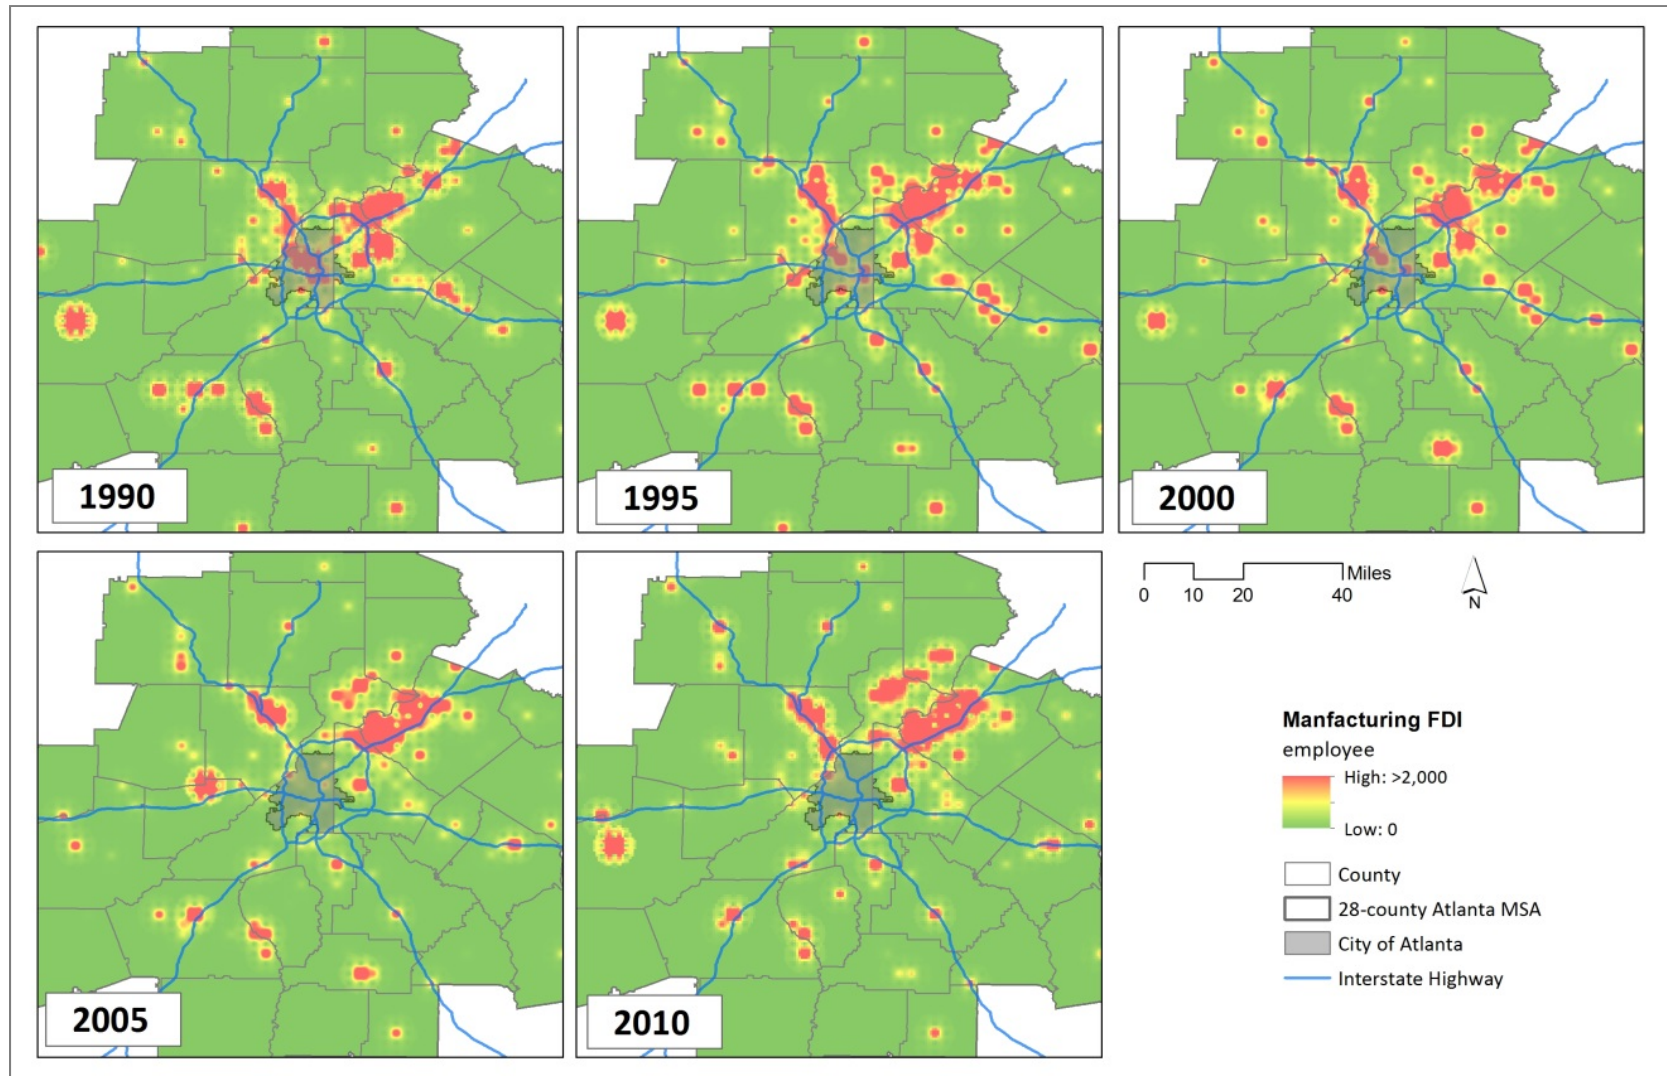 1990
1995
2000
2005
2010
Miles
0 10 20 40
N
Manfacturing FDI
employee
High: >2,000
Low: 0
County
28-county Atlanta MSA
City of Atlanta
Interstate Highway